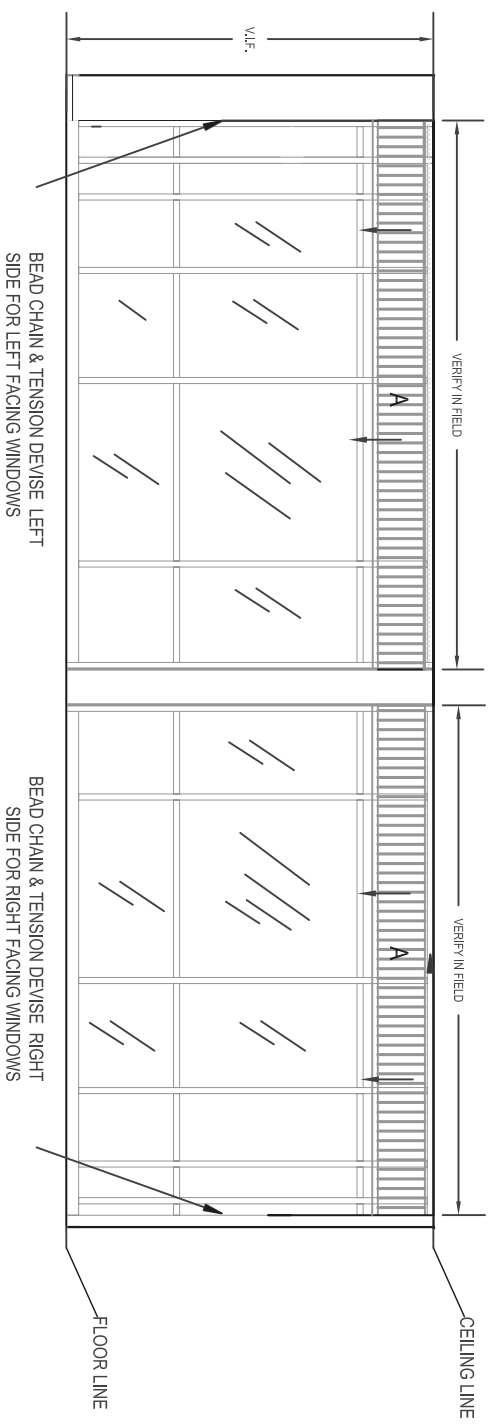 CEILING LINE
VERIFY IN FIELD
VERIFY IN FIELD
V.I.F.
A
A
FLOOR LINE
BEAD CHAIN & TENSION DEVISE LEFT
SIDE FOR LEFT FACING WINDOWS
BEAD CHAIN & TENSION DEVISE RIGHT
SIDE FOR RIGHT FACING WINDOWS